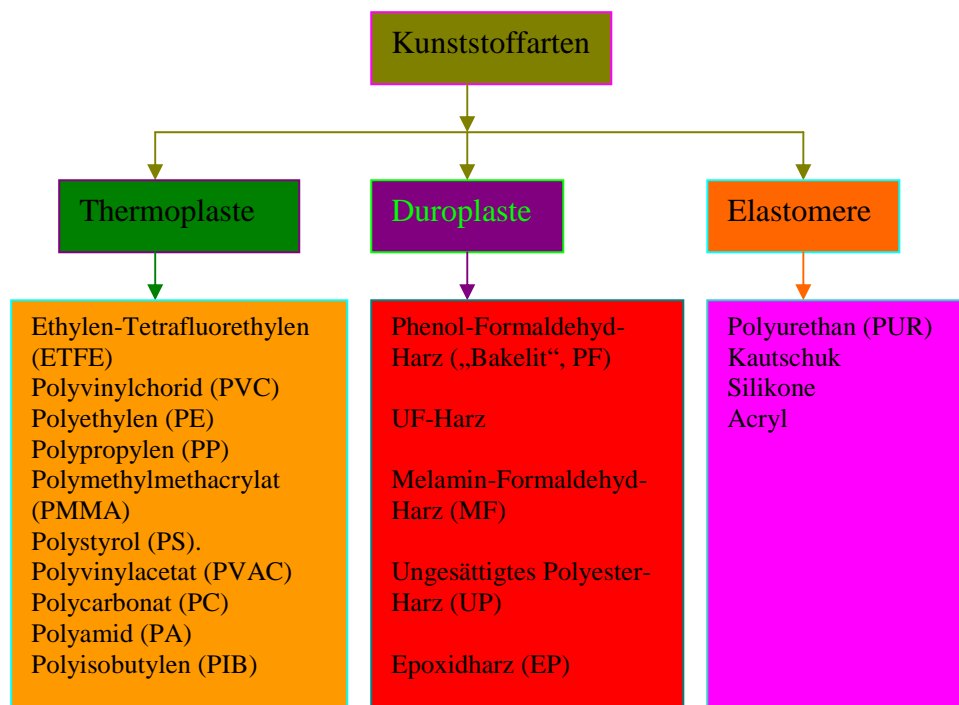 Kunststoffarten
Thermoplaste
Duroplaste
Elastomere
Ethylen-Tetrafluorethylen
(ETFE)
Polyvinylchorid (PVC)
Polyethylen (PE)
Polypropylen (PP)
Polymethylmethacrylat
(PMMA)
Polystyrol (PS).
Polyvinylacetat (PVAC)
Polycarbonat (PC)
Polyamid (PA)
Polyisobutylen (PIB)
Phenol-Formaldehyd-
Harz („Bakelit“, PF)
UF-Harz
Melamin-Formaldehyd-
Harz (MF)
Ungesättigtes Polyester-
Harz (UP)
Epoxidharz (EP)
Polyurethan (PUR)
Kautschuk
Silikone
Acryl